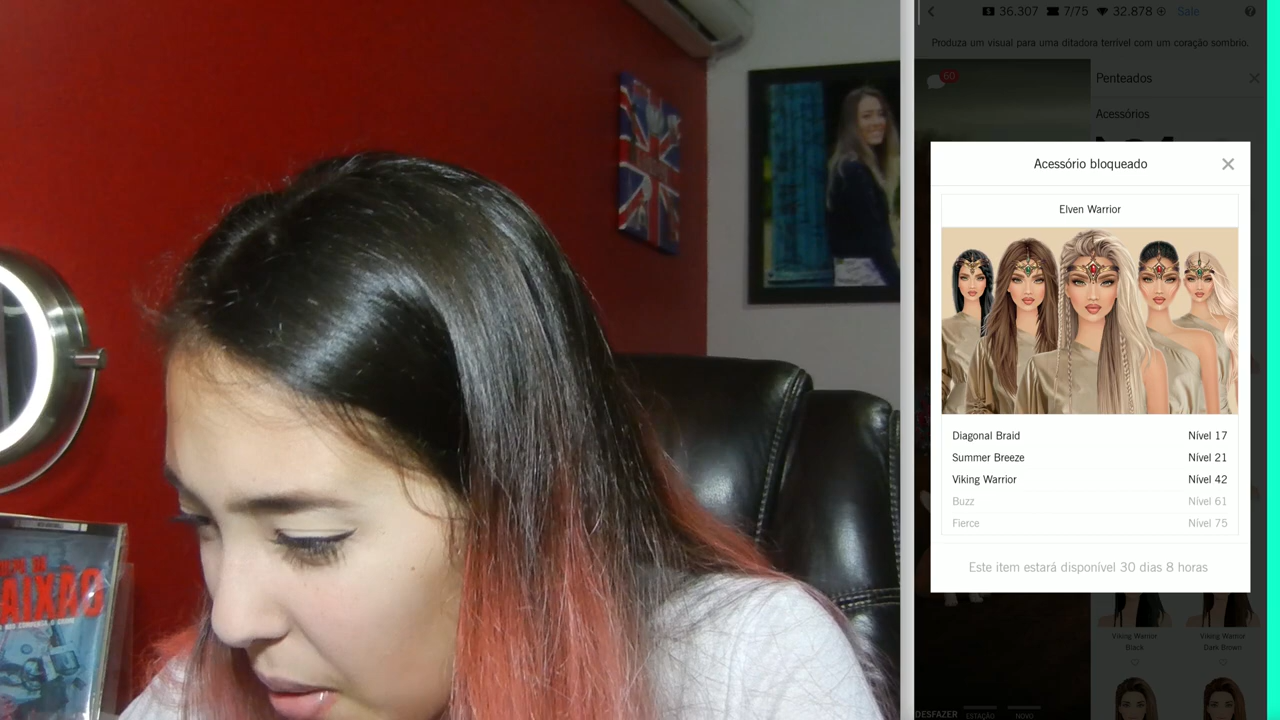 36.307 7/75 32.878 Sale
Produza um visual para uma ditadora terrível com um coração sombrio.
60
Penteados
Acessórios
Acessório bloqueado
Elven Warrior
Diagonal Braid Nível 17
Summer Breeze Nível 21
Viking Warrior Nível 42
Buzz Nível 61
Fierce Nível 75
Este item estará disponível 30 dias 8 horas
Viking Warrior
Black
Viking Warrior
Dark Brown
DESFAZER ESTAÇÃO NOVO
AIXÃO